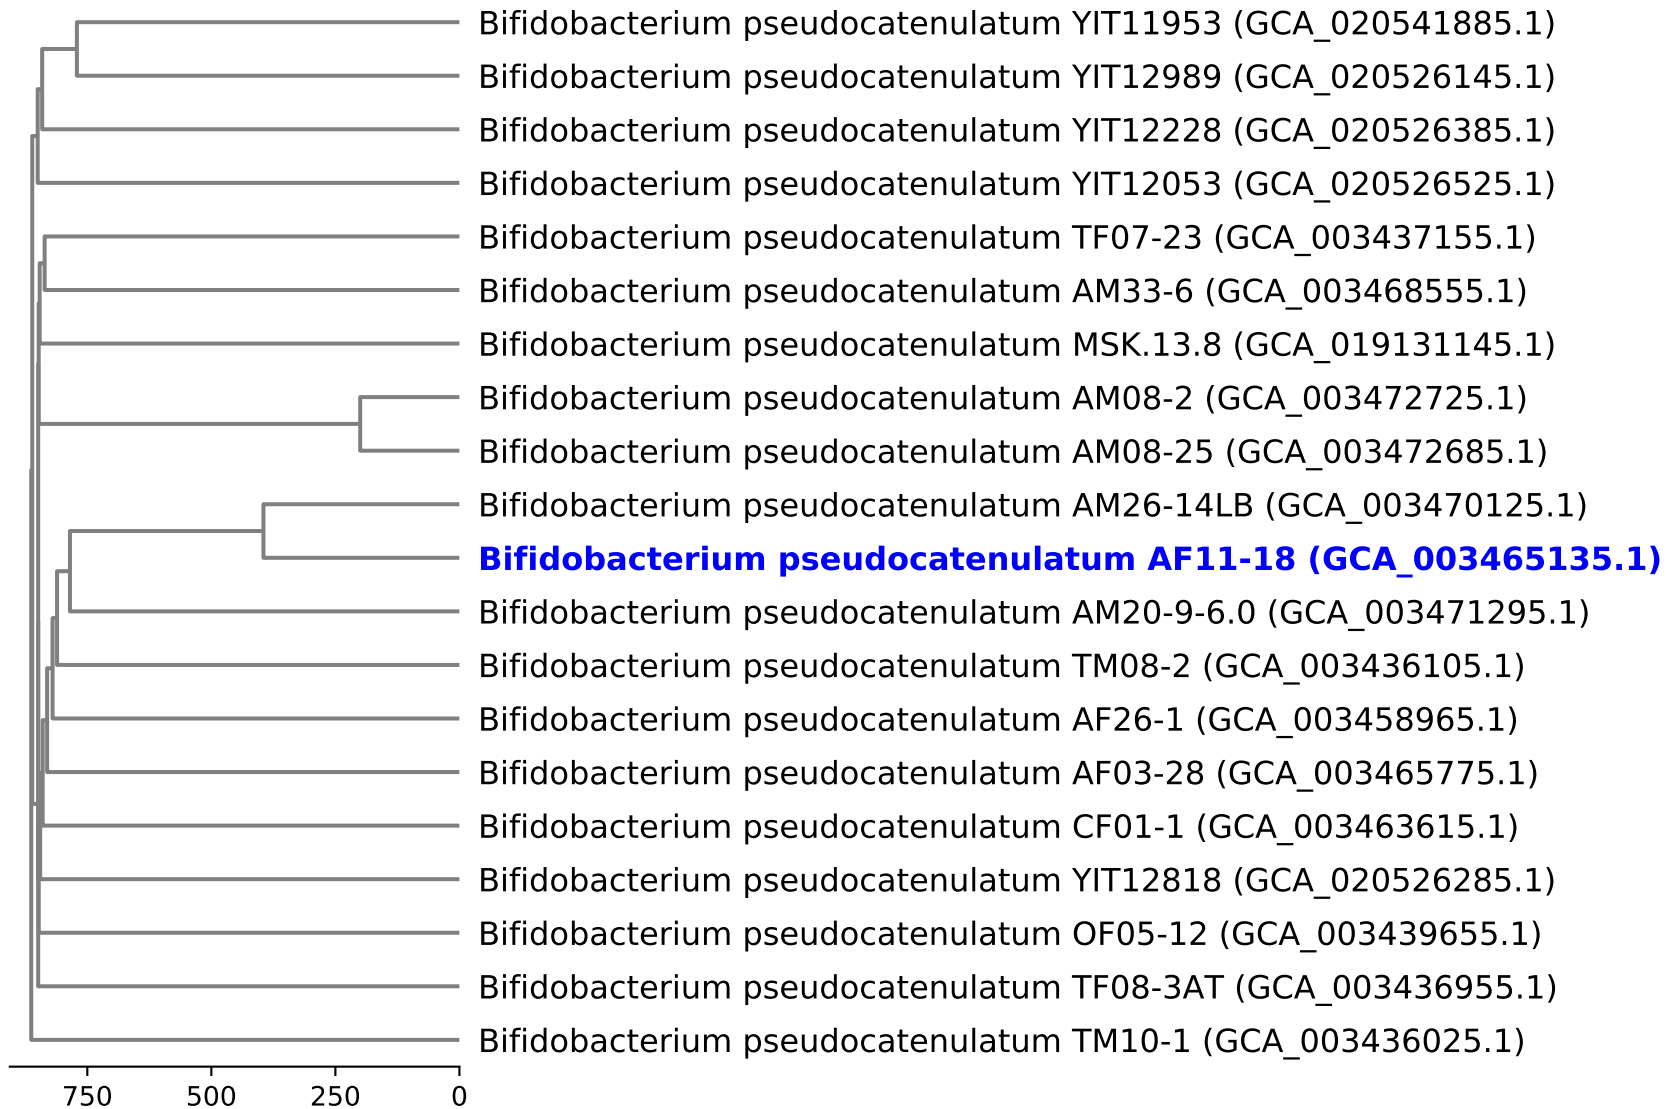 Bifidobacterium pseudocatenulatum YIT11953 (GCA_020541885.1)
Bifidobacterium pseudocatenulatum YIT12989 (GCA_020526145.1)
Bifidobacterium pseudocatenulatum YIT12228 (GCA_020526385.1)
Bifidobacterium pseudocatenulatum YIT12053 (GCA_020526525.1)
Bifidobacterium pseudocatenulatum TF07-23 (GCA_003437155.1)
Bifidobacterium pseudocatenulatum AM33-6 (GCA_003468555.1)
Bifidobacterium pseudocatenulatum MSK.13.8 (GCA_019131145.1)
Bifidobacterium pseudocatenulatum AM08-2 (GCA_003472725.1)
Bifidobacterium pseudocatenulatum AM08-25 (GCA_003472685.1)
Bifidobacterium pseudocatenulatum AM26-14LB (GCA_003470125.1)
Bifidobacterium pseudocatenulatum AF11-18 (GCA_003465135.1)
Bifidobacterium pseudocatenulatum AM20-9-6.0 (GCA_003471295.1)
Bifidobacterium pseudocatenulatum TM08-2 (GCA_003436105.1)
Bifidobacterium pseudocatenulatum AF26-1 (GCA_003458965.1)
Bifidobacterium pseudocatenulatum AF03-28 (GCA_003465775.1)
Bifidobacterium pseudocatenulatum CF01-1 (GCA_003463615.1)
Bifidobacterium pseudocatenulatum YIT12818 (GCA_020526285.1)
Bifidobacterium pseudocatenulatum OF05-12 (GCA_003439655.1)
Bifidobacterium pseudocatenulatum TF08-3AT (GCA_003436955.1)
Bifidobacterium pseudocatenulatum TM10-1 (GCA_003436025.1)
750 500 250 0